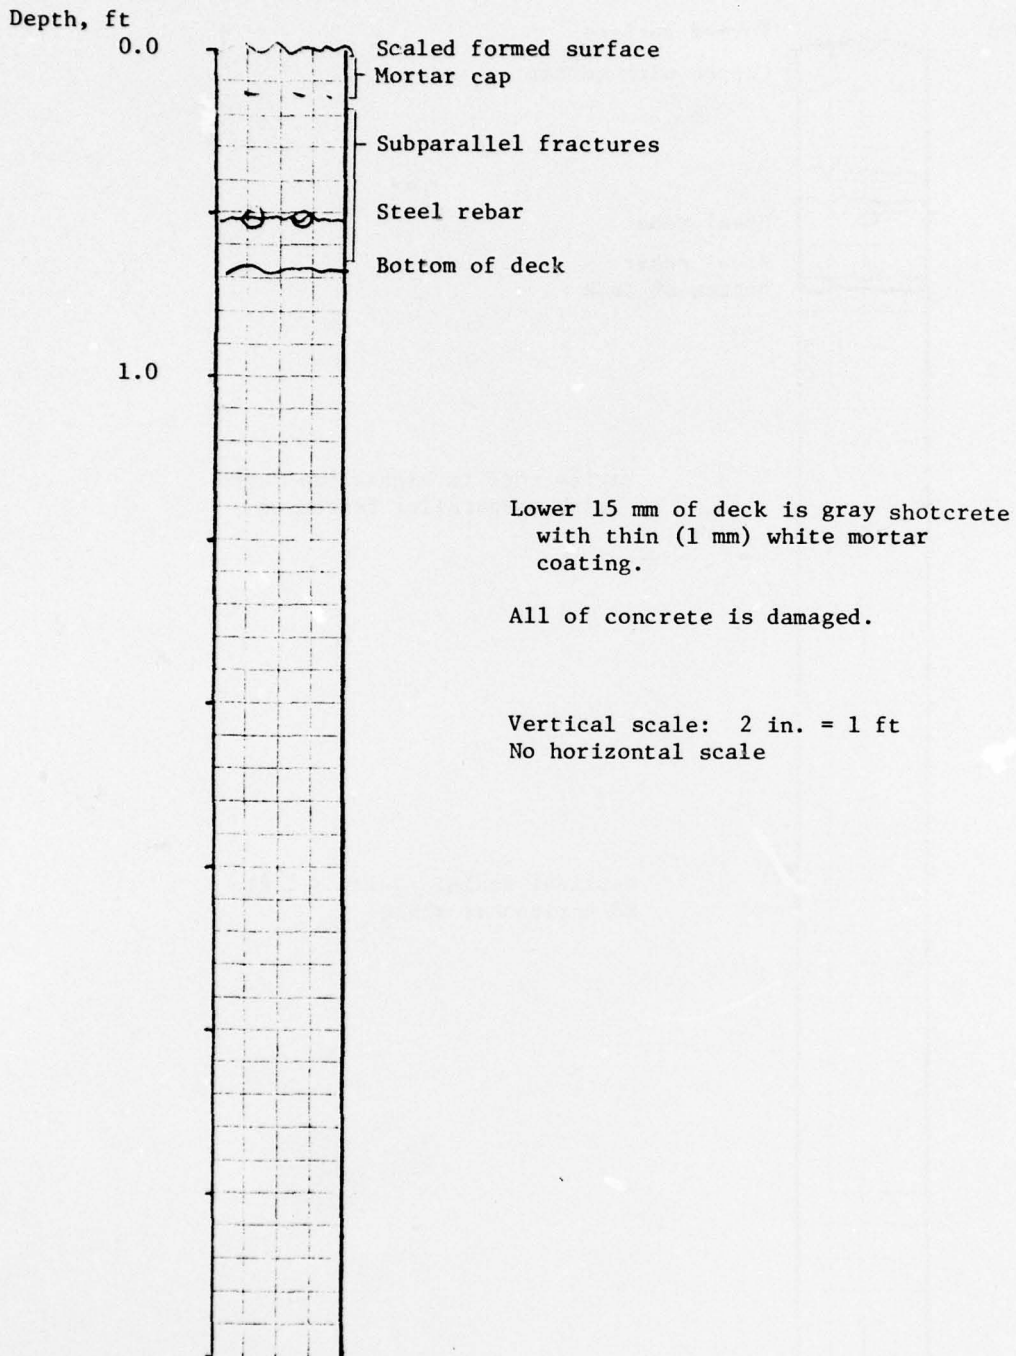 Depth, ft
0.0
Scaled formed surface
Mortar cap
Subparallel fractures
Steel rebar
Bottom of deck
1.0
Lower 15 mm of deck is gray shotcrete
with thin (1 mm) white mortar
coating.
All of concrete is damaged.
Vertical scale: 2 in. = 1 ft
No horizontal scale